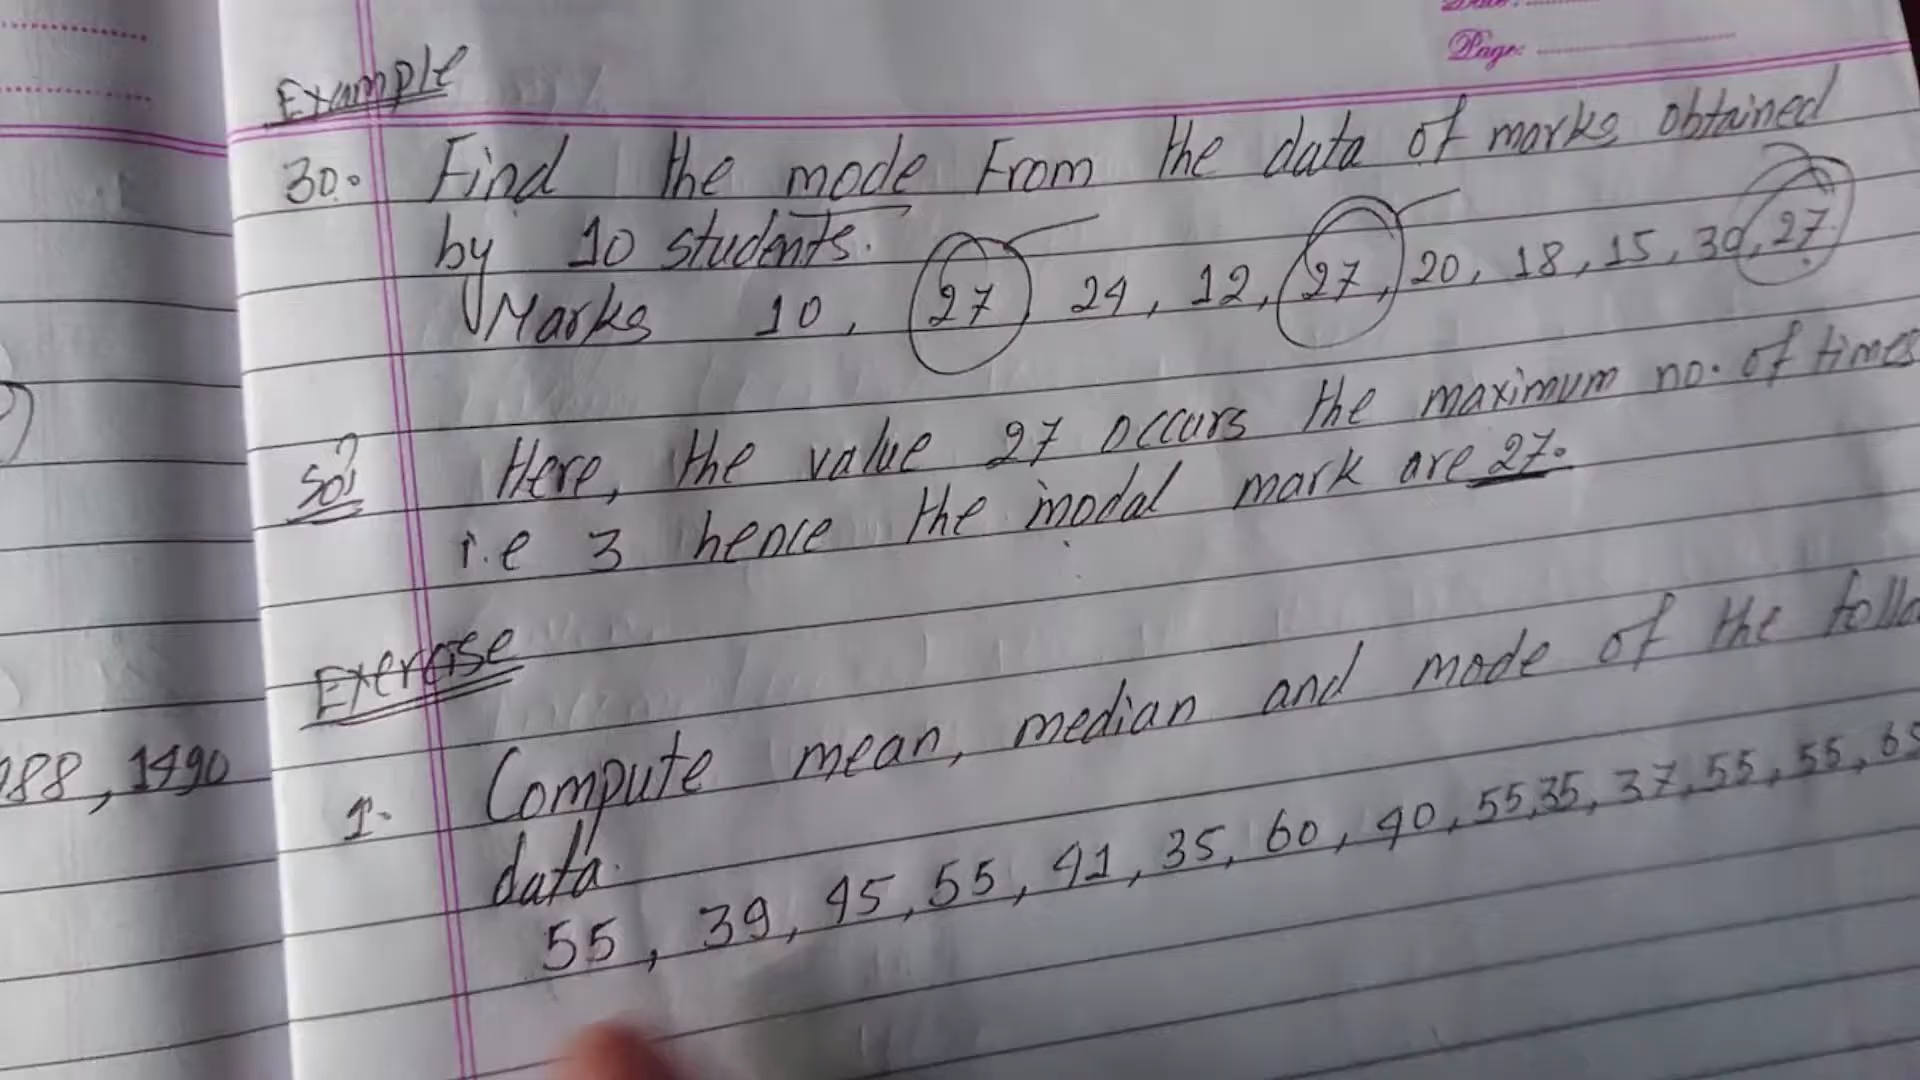 Page:
Example
30. Find the mode From the data of marks obtained
by 10 students.
Marks 10, 27, 24, 12, 27, 20, 18, 15, 30, 27.
Sol? Here, the value 27 occurs the maximum no. of times
i.e 3 hence the modal mark are 27.
Exercise
188, 1490
1. Compute mean, median and mode of the
data.
55, 39, 45, 55, 41, 35, 60, 40, 55, 35, 37, 55, 55,